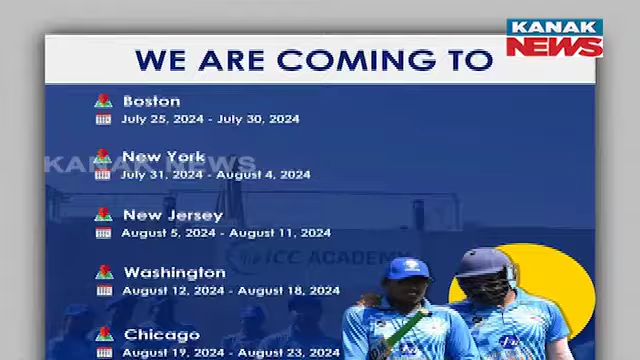 KANAK
NEWS
WE ARE COMING TO
Boston
July 25, 2024 - July 30, 2024
New York
KANAK NEWS
July 31, 2024 - August 4, 2024
New Jersey
August 5, 2024 - August 11, 2024
ICC ACADEMY
Washington
August 12, 2024 - August 18, 2024
Chicago
August 19, 2024 - August 23, 2024